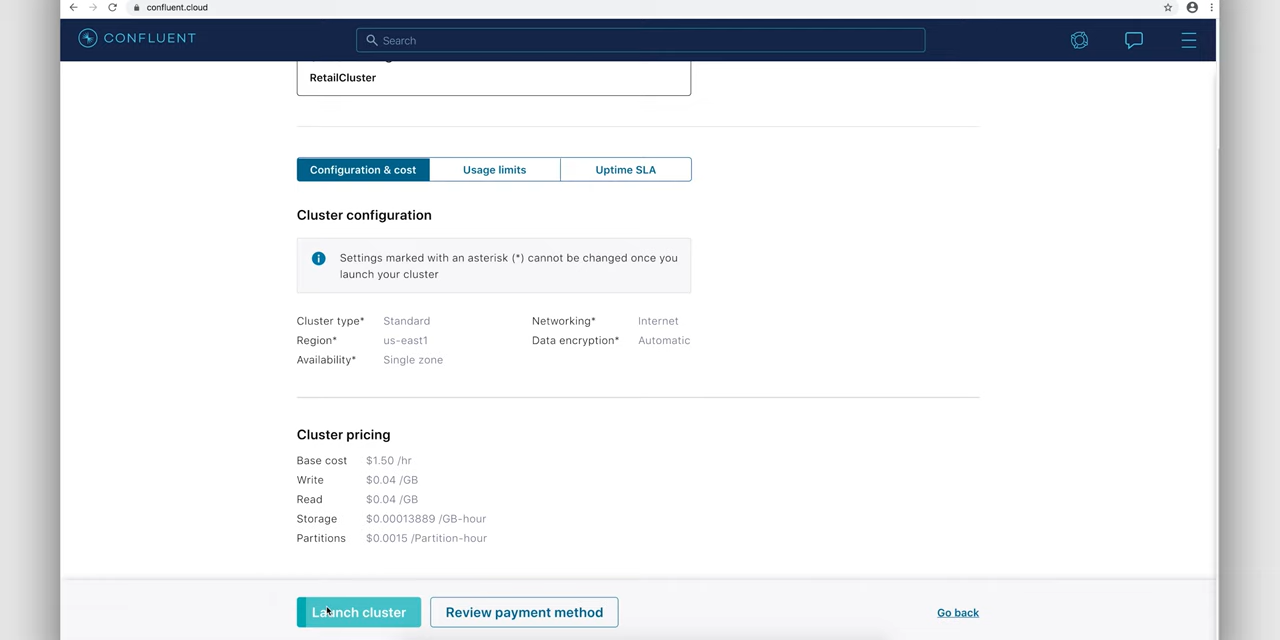 confluent.cloud
CONFLUENT
Search
RetailCluster
Configuration & cost
Usage limits
Uptime SLA
Cluster configuration
Settings marked with an asterisk (*) cannot be changed once you
launch your cluster
Cluster type* Standard
Networking* Internet
Region* us-east1
Data encryption* Automatic
Availability* Single zone
Cluster pricing
Base cost $1.50 /hr
Write $0.04 /GB
Read $0.04 /GB
Storage $0.00013889 /GB-hour
Partitions $0.0015 /Partition-hour
Launch cluster
Review payment method
Go back